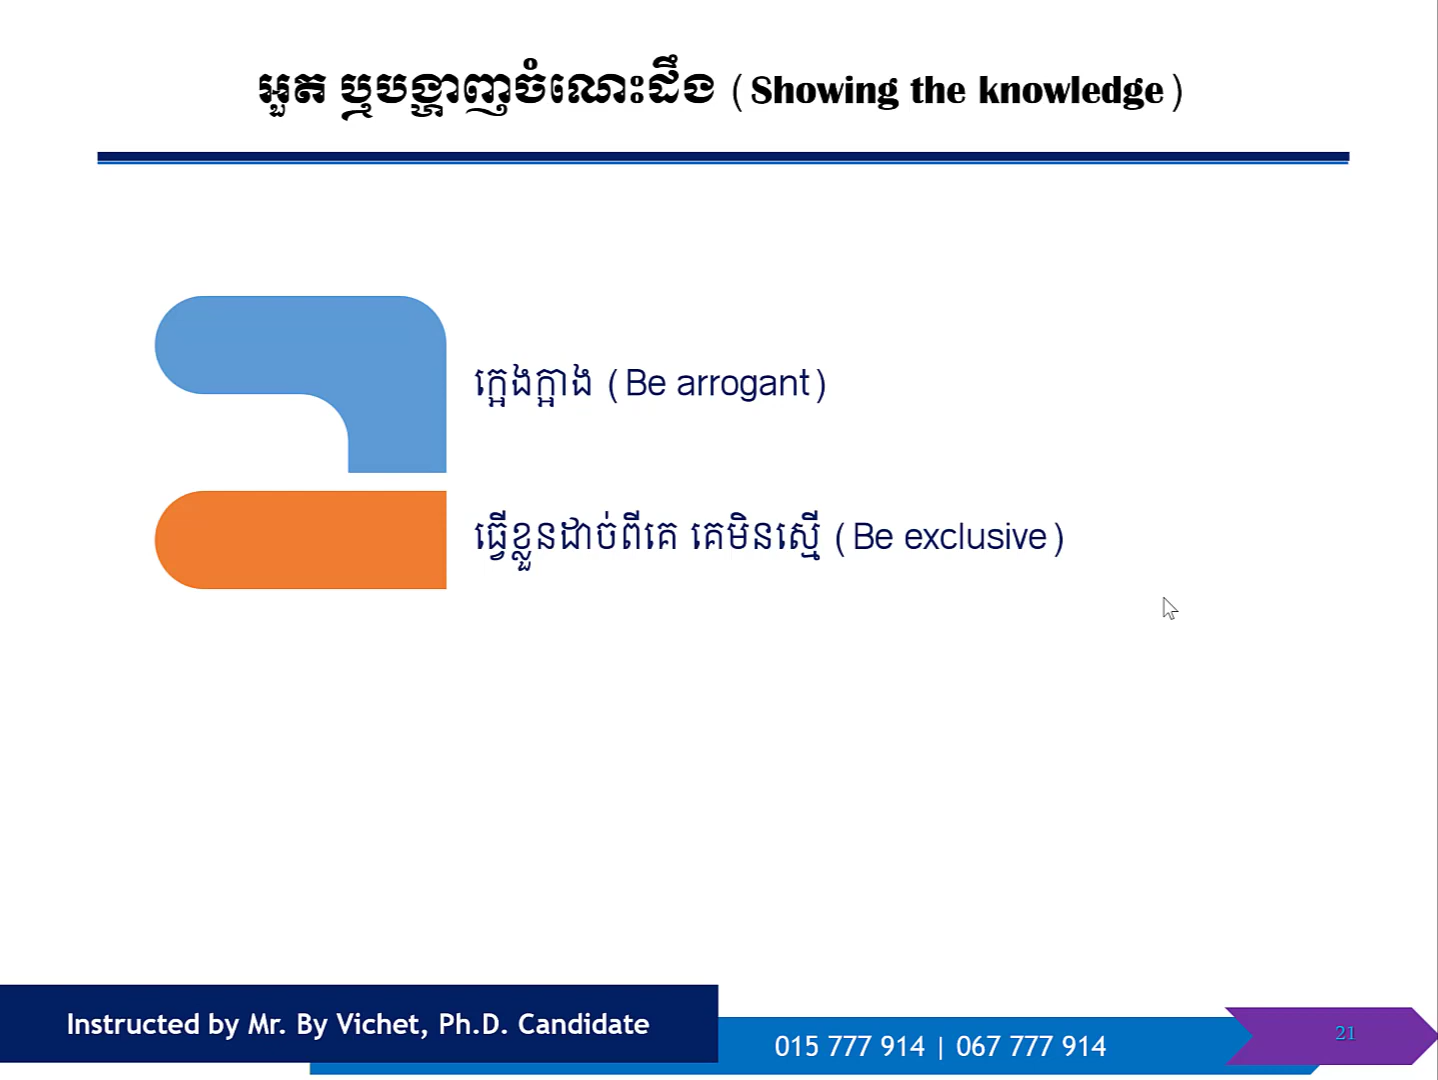 អួត ឬបង្ហាញចំណេះដឹង (Showing the knowledge)
ក្អេងក្អាង (Be arrogant)
ធ្វើខ្លួនដាច់ពីគេ គេមិនស្មើ (Be exclusive)
Instructed by Mr. By Vichet, Ph.D. Candidate
015 777 914 | 067 777 914
21